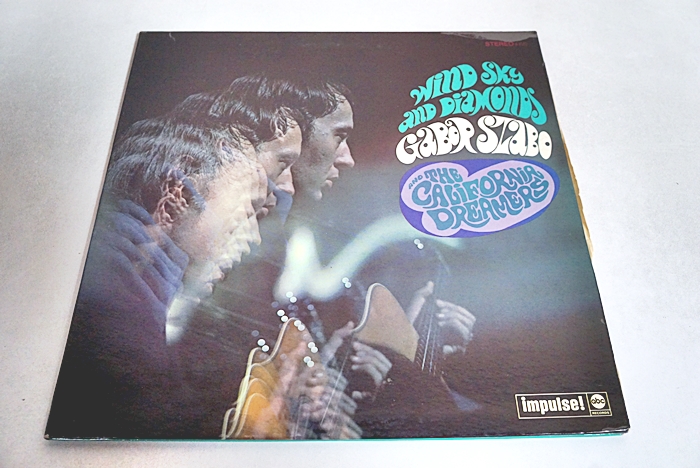 STEREO
WIND SKY
AND DIAMONDS
GABOR SZABO
AND THE
CALIFORNIA
DREAMERS
impulse!
abc
RECORDS